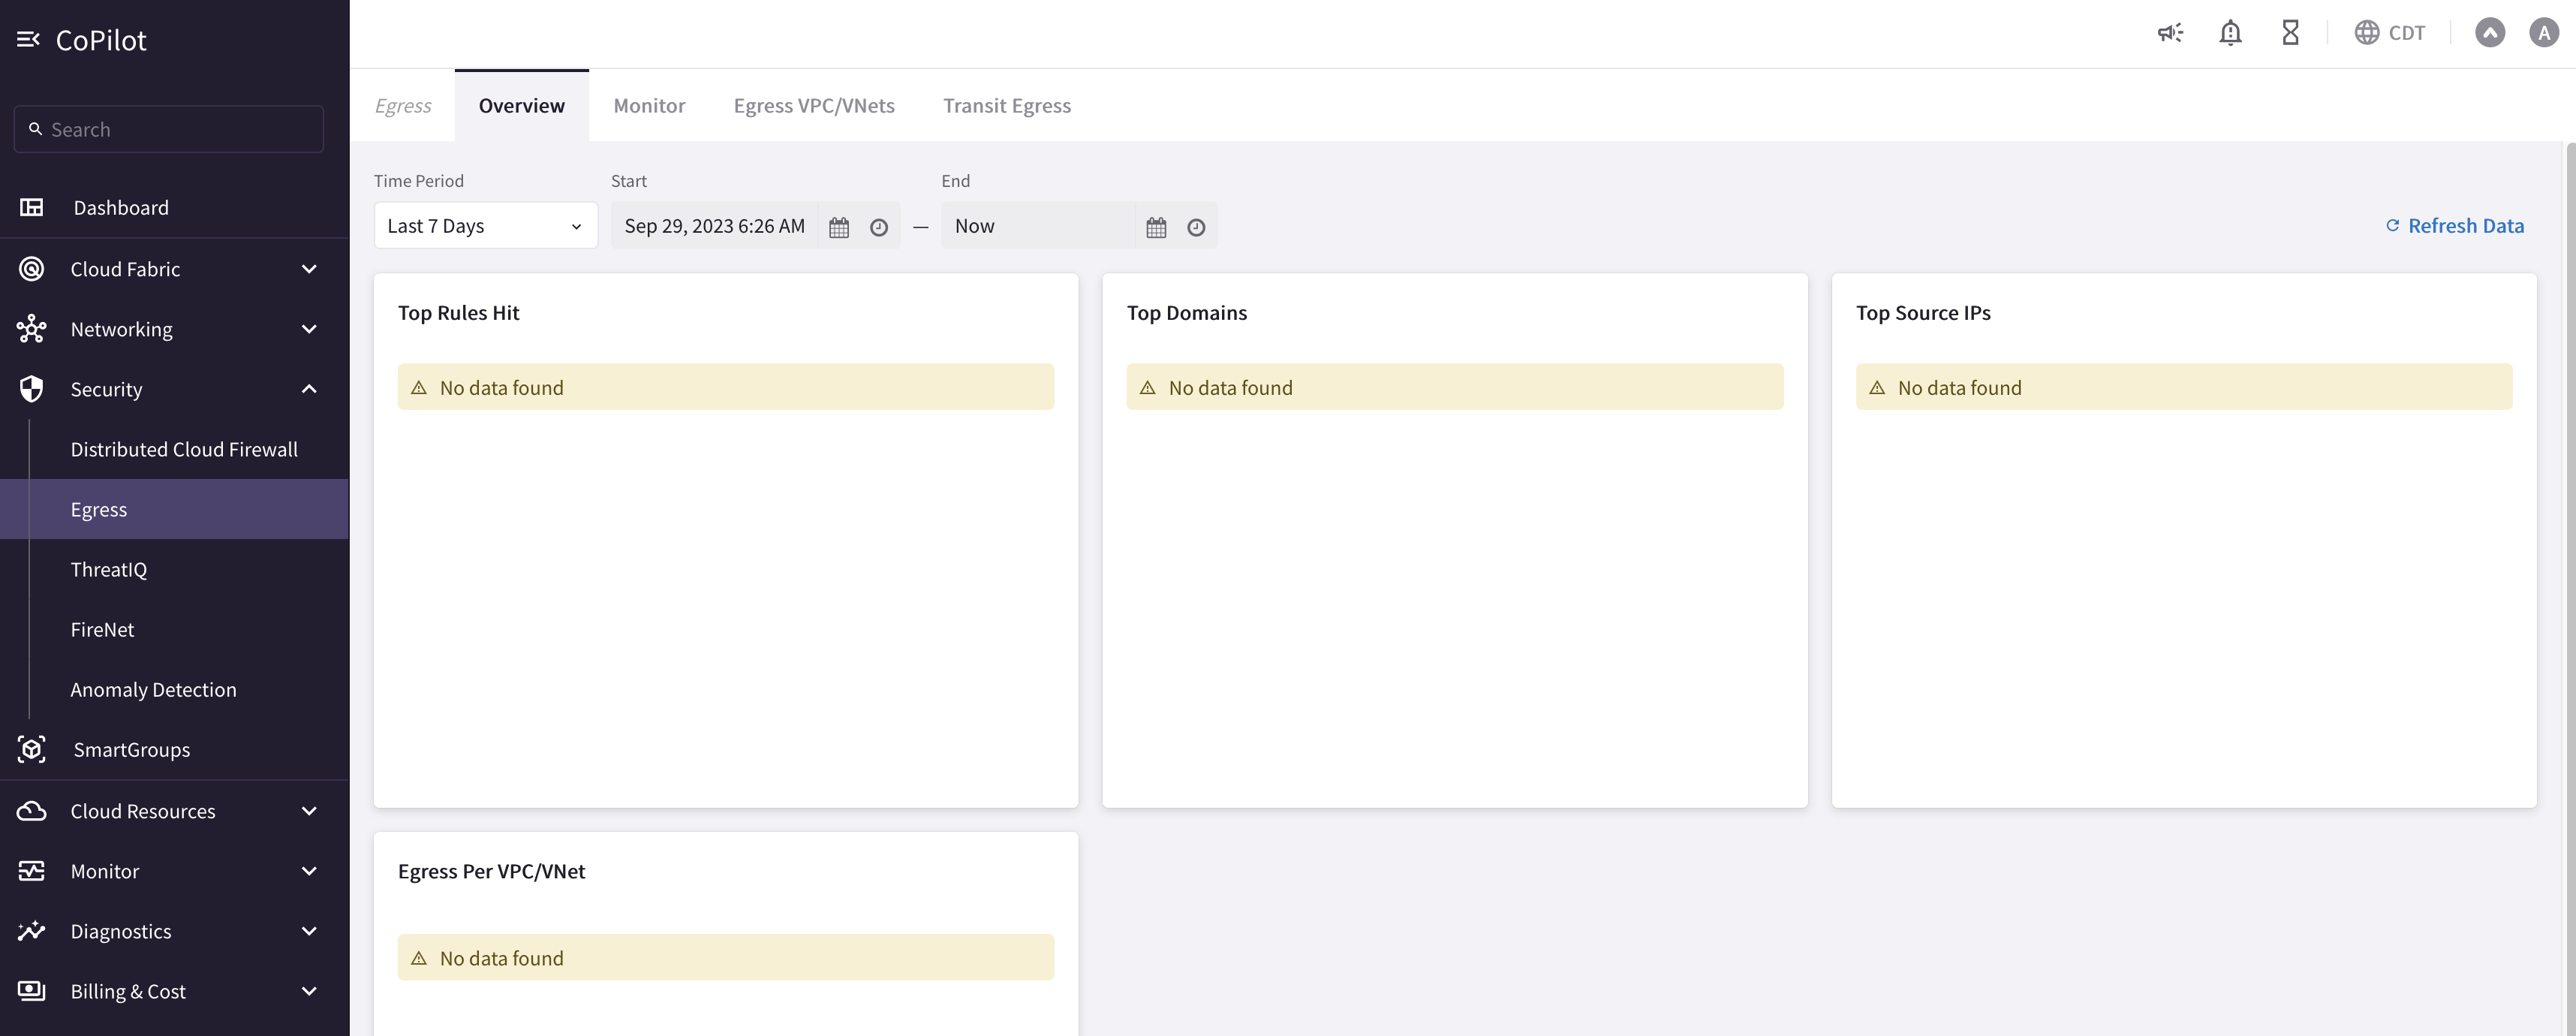 CoPilot
Search
Dashboard
Cloud Fabric
Networking
Security
Distributed Cloud Firewall
Egress
ThreatIQ
FireNet
Anomaly Detection
SmartGroups
Cloud Resources
Monitor
Diagnostics
Billing & Cost
CDT
A
Egress Overview Monitor Egress VPC/VNets Transit Egress
Time Period Start End
Last 7 Days Sep 29, 2023 6:26 AM — Now Refresh Data
Top Rules Hit
No data found
Top Domains
No data found
Top Source IPs
No data found
Egress Per VPC/VNet
No data found